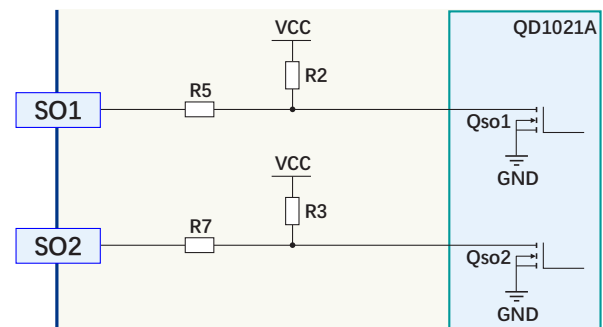 QD1021A
VCC
R2
R5
SO1
Qso1
GND
VCC
R3
R7
SO2
Qso2
GND